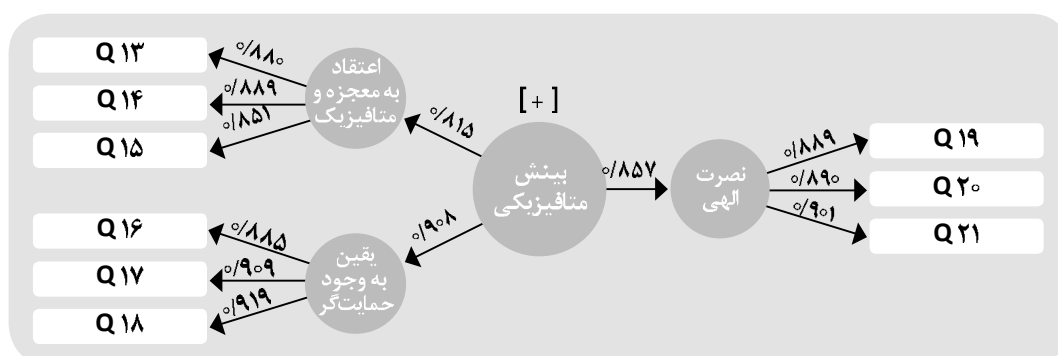 Q ۱۳
Q ۱۴
Q ۱۵
۰/۸۸۰
۰/۸۸۹
۰/۸۵۱
اعتقاد
به معجزه و
متافیزیک
۰/۸۱۵
[ + ]
بینش
متافیزیکی
۰/۸۵۷
نصرت
الهی
۰/۸۸۹
۰/۸۹۰
۰/۹۰۱
Q ۱۹
Q ۲۰
Q ۲۱
۰/۹۰۸
یقین
به وجود
حمایت‌گر
۰/۸۸۵
۰/۹۰۹
۰/۹۱۹
Q ۱۶
Q ۱۷
Q ۱۸